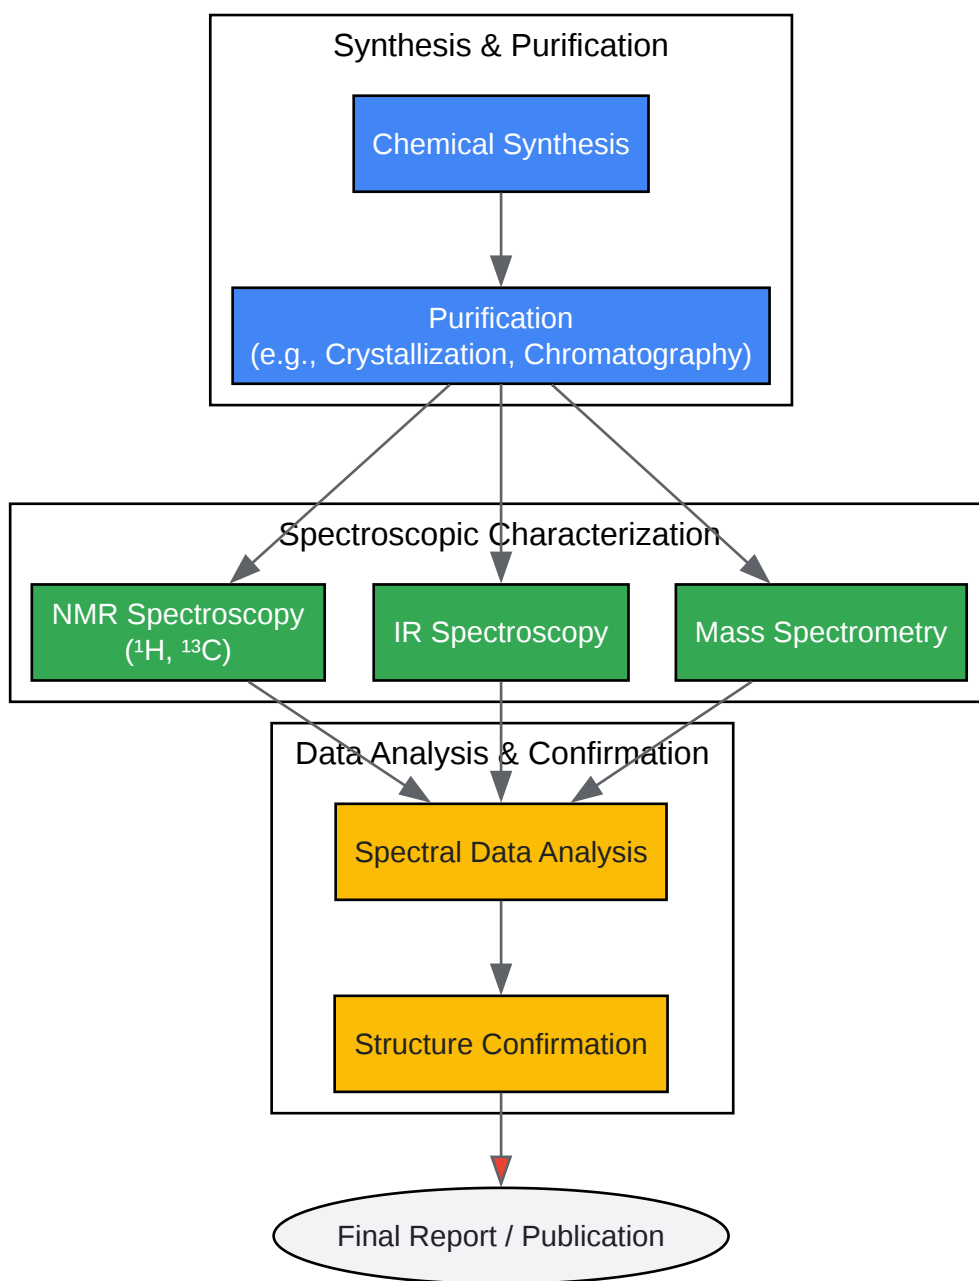 Synthesis & Purification
Chemical Synthesis
Purification
(e.g., Crystallization, Chromatography)
Spectroscopic Characterization
NMR Spectroscopy
(¹H, ¹³C)
IR Spectroscopy
Mass Spectrometry
Data Analysis & Confirmation
Spectral Data Analysis
Structure Confirmation
Final Report / Publication